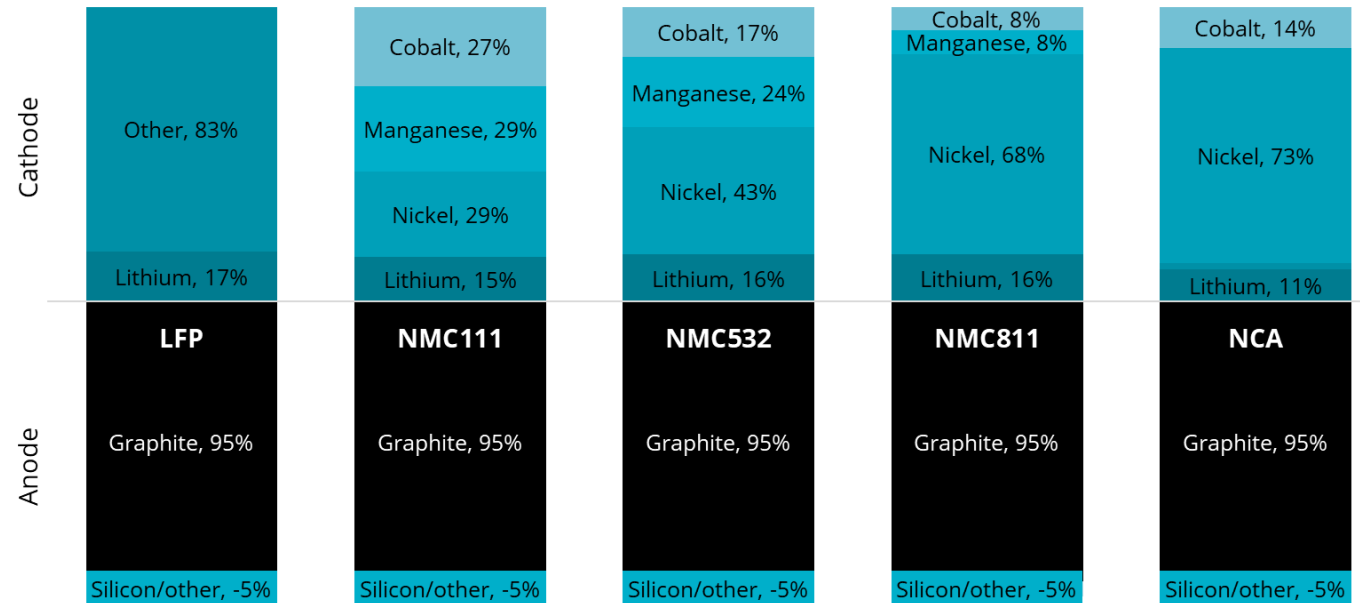 Cathode
Cobalt, 27%
Cobalt, 17%
Cobalt, 8%
Cobalt, 14%
Other, 83%
Manganese, 29%
Manganese, 24%
Manganese, 8%
Nickel, 29%
Nickel, 43%
Nickel, 68%
Nickel, 73%
Lithium, 17%
Lithium, 15%
Lithium, 16%
Lithium, 16%
Lithium, 11%
LFP
NMC111
NMC532
NMC811
NCA
Anode
Graphite, 95%
Graphite, 95%
Graphite, 95%
Graphite, 95%
Graphite, 95%
Silicon/other, -5%
Silicon/other, -5%
Silicon/other, -5%
Silicon/other, -5%
Silicon/other, -5%